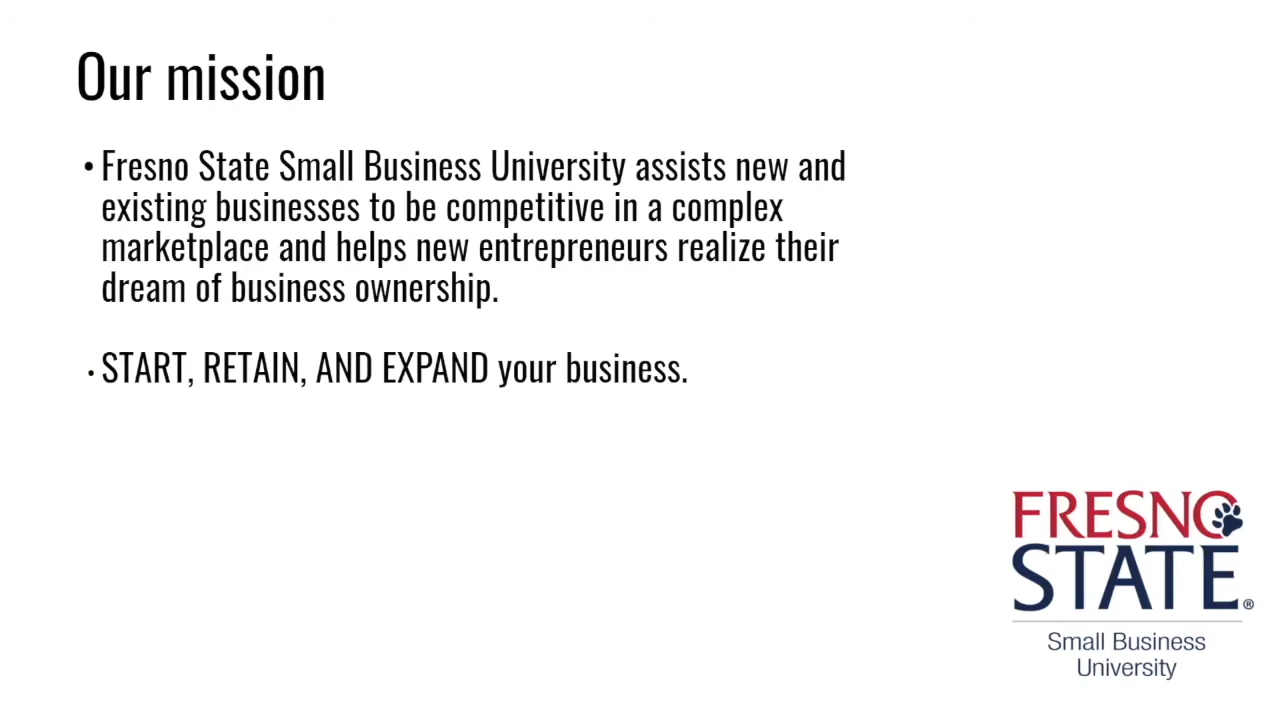 Our mission
• Fresno State Small Business University assists new and
existing businesses to be competitive in a complex
marketplace and helps new entrepreneurs realize their
dream of business ownership.
• START, RETAIN, AND EXPAND your business.
FRESNO
STATE®
Small Business
University